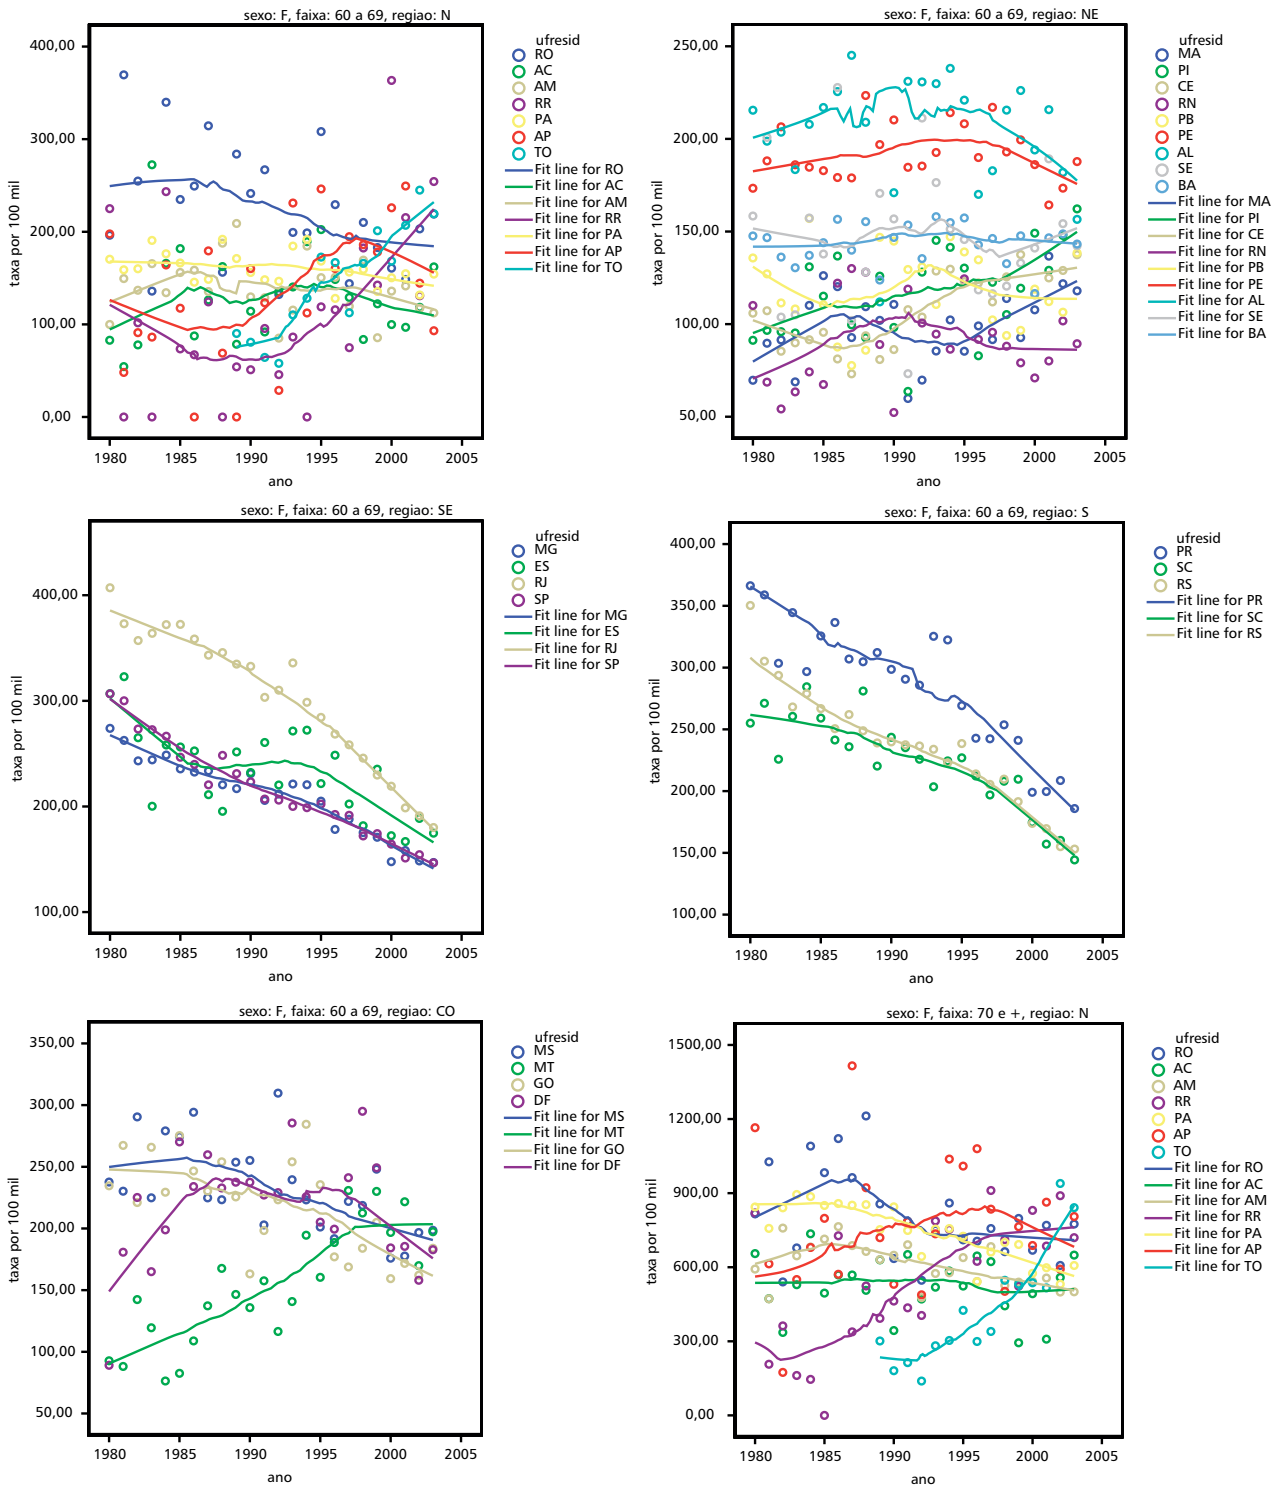 sexo: F, faixa: 60 a 69, regiao: N
taxa por 100 mil
400,00
300,00
200,00
100,00
0,00
1980 1985 1990 1995 2000 2005
ano
ufresid
RO
AC
AM
RR
PA
AP
TO
Fit line for RO
Fit line for AC
Fit line for AM
Fit line for RR
Fit line for PA
Fit line for AP
Fit line for TO
sexo: F, faixa: 60 a 69, regiao: NE
taxa por 100 mil
250,00
200,00
150,00
100,00
50,00
1980 1985 1990 1995 2000 2005
ano
ufresid
MA
PI
CE
RN
PB
PE
AL
SE
BA
Fit line for MA
Fit line for PI
Fit line for CE
Fit line for RN
Fit line for PB
Fit line for PE
Fit line for AL
Fit line for SE
Fit line for BA
sexo: F, faixa: 60 a 69, regiao: SE
taxa por 100 mil
400,00
300,00
200,00
100,00
1980 1985 1990 1995 2000 2005
ano
ufresid
MG
ES
RJ
SP
Fit line for MG
Fit line for ES
Fit line for RJ
Fit line for SP
sexo: F, faixa: 60 a 69, regiao: S
taxa por 100 mil
400,00
350,00
300,00
250,00
200,00
150,00
100,00
1980 1985 1990 1995 2000 2005
ano
ufresid
PR
SC
RS
Fit line for PR
Fit line for SC
Fit line for RS
sexo: F, faixa: 60 a 69, regiao: CO
taxa por 100 mil
350,00
300,00
250,00
200,00
150,00
100,00
50,00
1980 1985 1990 1995 2000 2005
ano
ufresid
MS
MT
GO
DF
Fit line for MS
Fit line for MT
Fit line for GO
Fit line for DF
sexo: F, faixa: 70 e +, regiao: N
taxa por 100 mil
1500,00
1200,00
900,00
600,00
300,00
0,00
1980 1985 1990 1995 2000 2005
ano
ufresid
RO
AC
AM
RR
PA
AP
TO
Fit line for RO
Fit line for AC
Fit line for AM
Fit line for RR
Fit line for PA
Fit line for AP
Fit line for TO